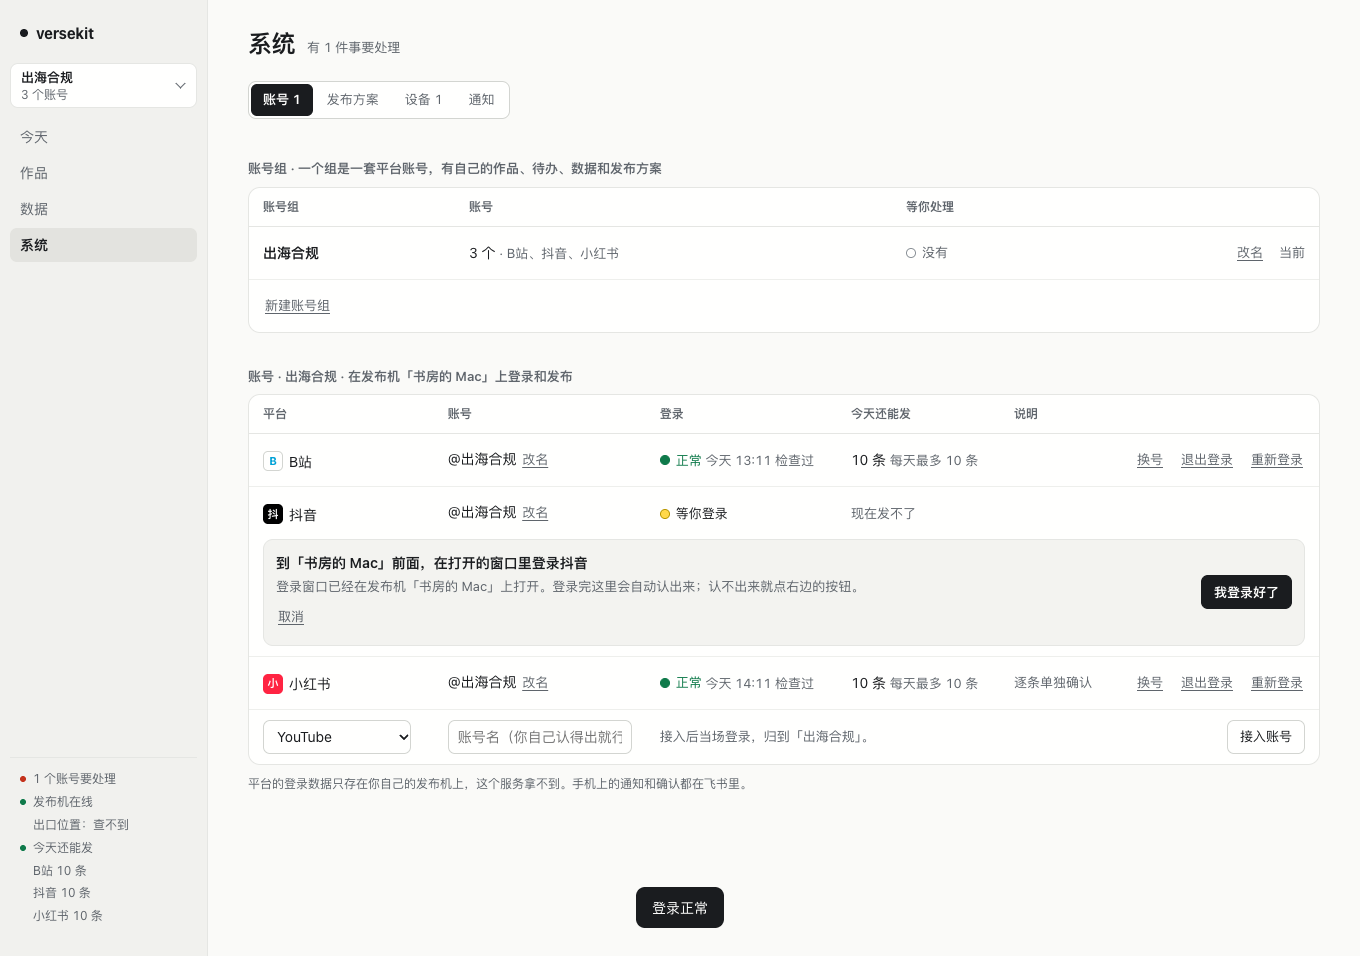 versekit
出海合规
3 个账号
今天
作品
数据
系统
1 个账号要处理
发布机在线
出口位置：查不到
今天还能发
B站 10 条
抖音 10 条
小红书 10 条
系统 有 1 件事要处理
账号 1 发布方案 设备 1 通知
账号组 · 一个组是一套平台账号，有自己的作品、待办、数据和发布方案
账号组 账号 等你处理
出海合规 3 个 · B站、抖音、小红书 没有 改名 当前
新建账号组
账号 · 出海合规 · 在发布机「书房的 Mac」上登录和发布
平台 账号 登录 今天还能发 说明
B B站 @出海合规 改名 正常 今天 13:11 检查过 10 条 每天最多 10 条 换号 退出登录 重新登录
抖 抖音 @出海合规 改名 等你登录 现在发不了
到「书房的 Mac」前面，在打开的窗口里登录抖音
登录窗口已经在发布机「书房的 Mac」上打开。登录完这里会自动认出来；认不出来就点右边的按钮。
我登录好了
取消
小 小红书 @出海合规 改名 正常 今天 14:11 检查过 10 条 每天最多 10 条 逐条单独确认 换号 退出登录 重新登录
YouTube 账号名（你自己认得出就行 接入后当场登录，归到「出海合规」。 接入账号
平台的登录数据只存在你自己的发布机上，这个服务拿不到。手机上的通知和确认都在飞书里。
登录正常